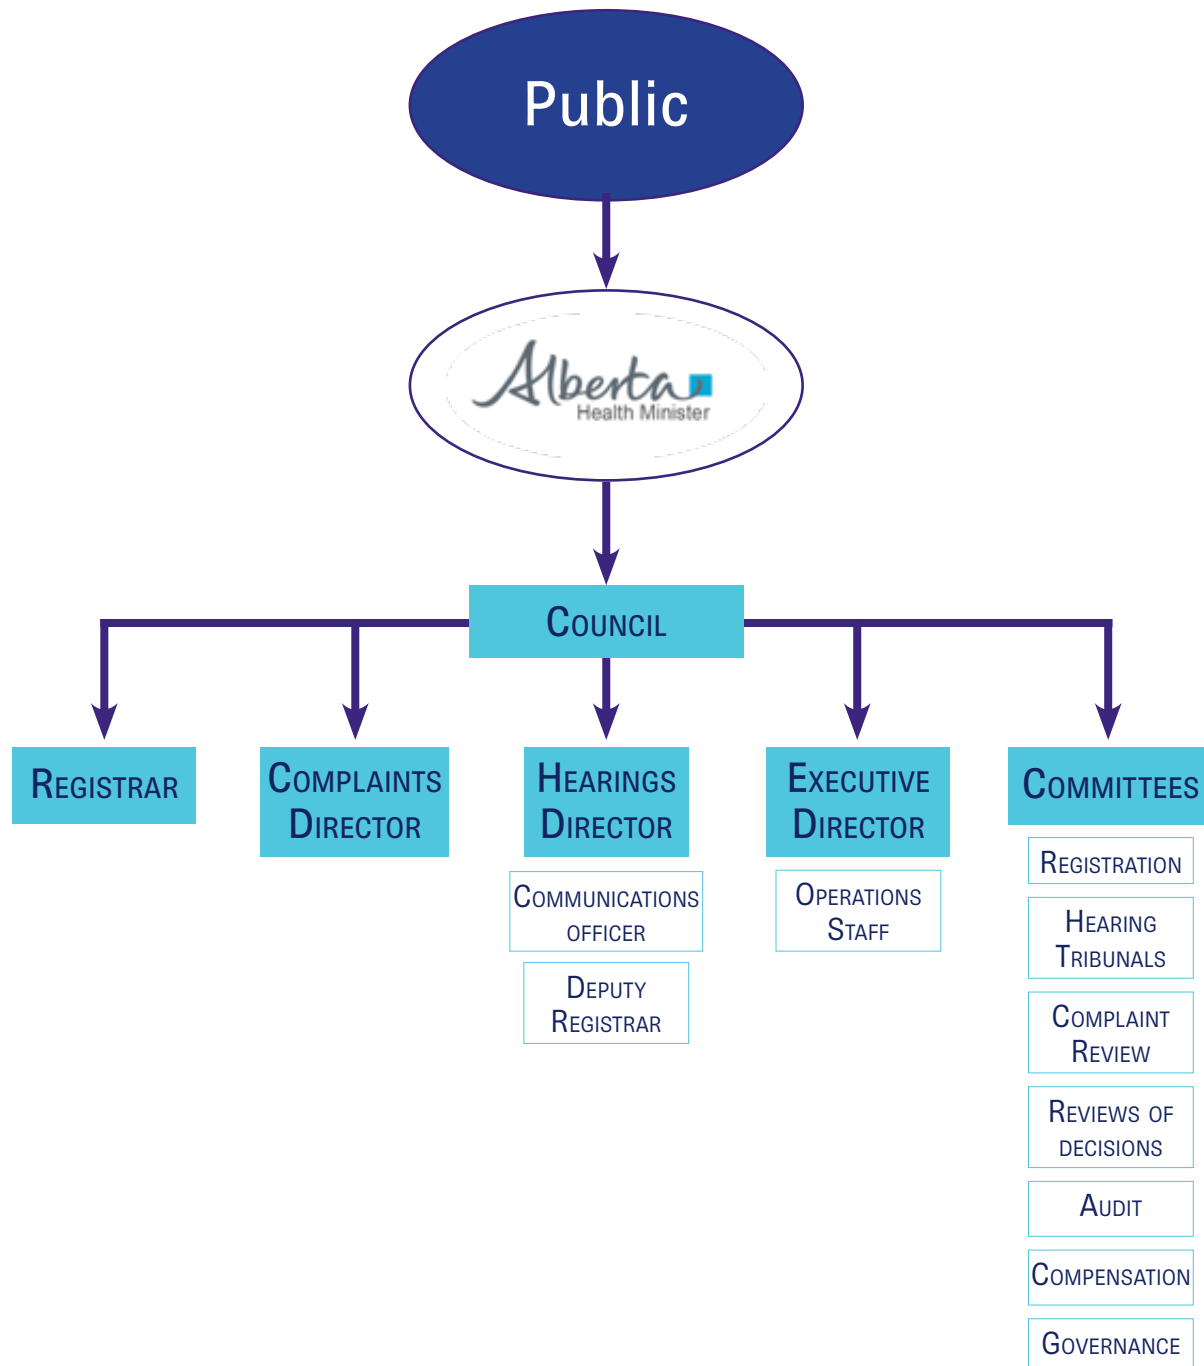 Public
Alberta
Health Minister
COUNCIL
REGISTRAR
COMPLAINTS
DIRECTOR
HEARINGS
DIRECTOR
EXECUTIVE
DIRECTOR
COMMITTEES
COMMUNICATIONS
OFFICER
DEPUTY
REGISTRAR
OPERATIONS
STAFF
REGISTRATION
HEARING
TRIBUNALS
COMPLAINT
REVIEW
REVIEWS OF
DECISIONS
AUDIT
COMPENSATION
GOVERNANCE